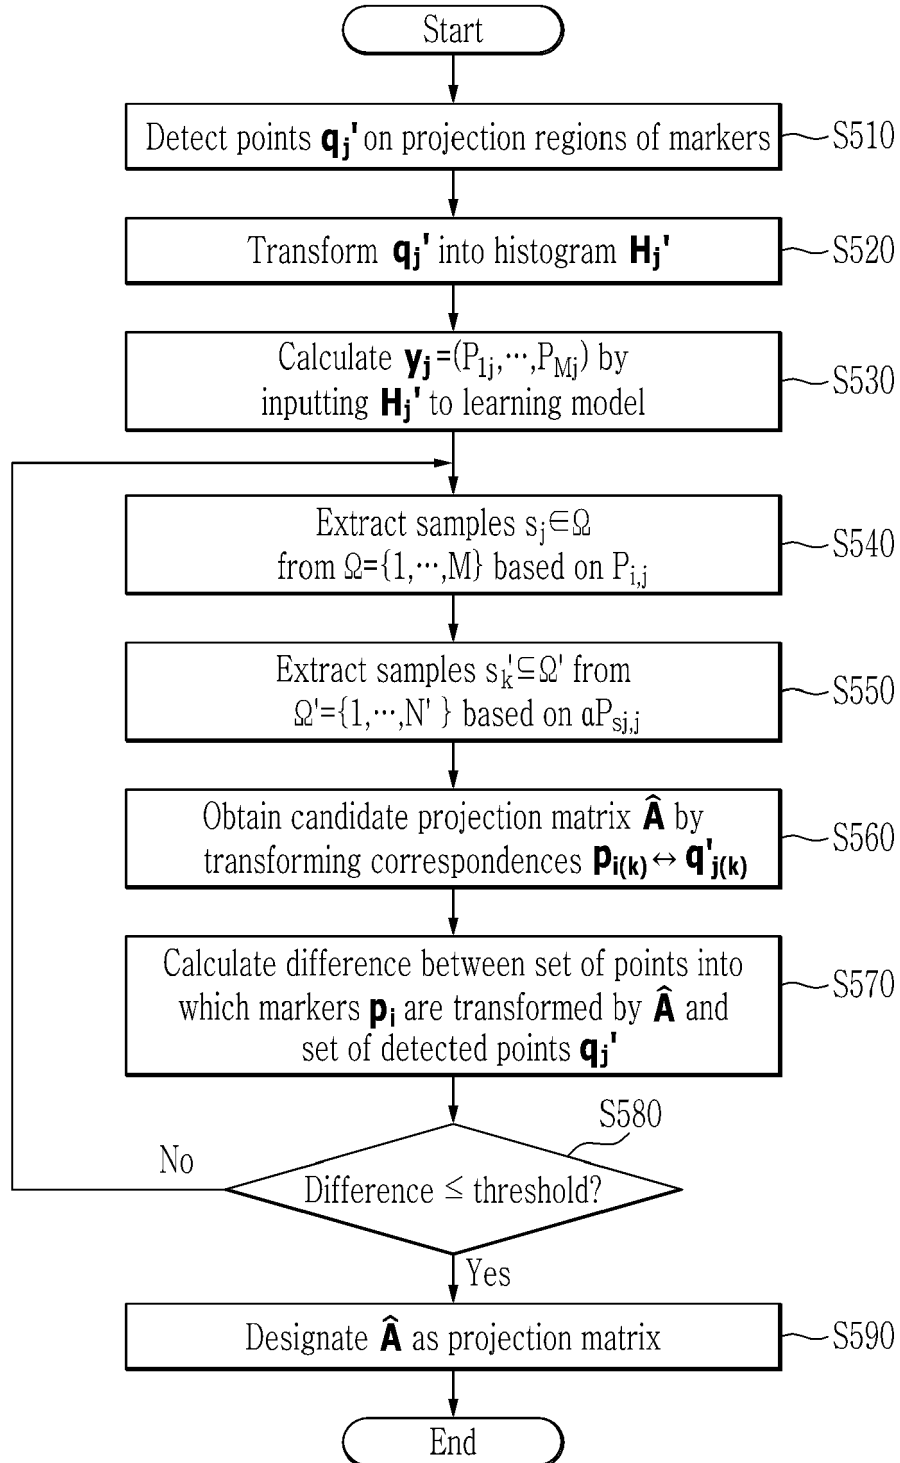 Start
Detect points qj' on projection regions of markers
S510
Transform qj' into histogram Hj'
S520
Calculate yj=(P1j,⋯,PMj) by
inputting Hj' to learning model
S530
Extract samples sj∈Ω
from Ω={1,⋯,M} based on Pi,j
S540
Extract samples sk'⊆Ω' from
Ω'={1,⋯,N' } based on αPsj,j
S550
Obtain candidate projection matrix Â by
transforming correspondences pi(k)↔q'j(k)
S560
Calculate difference between set of points into
which markers pi are transformed by Â and
set of detected points qj'
S570
S580
No
Difference ≤ threshold?
Yes
Designate Â as projection matrix
S590
End